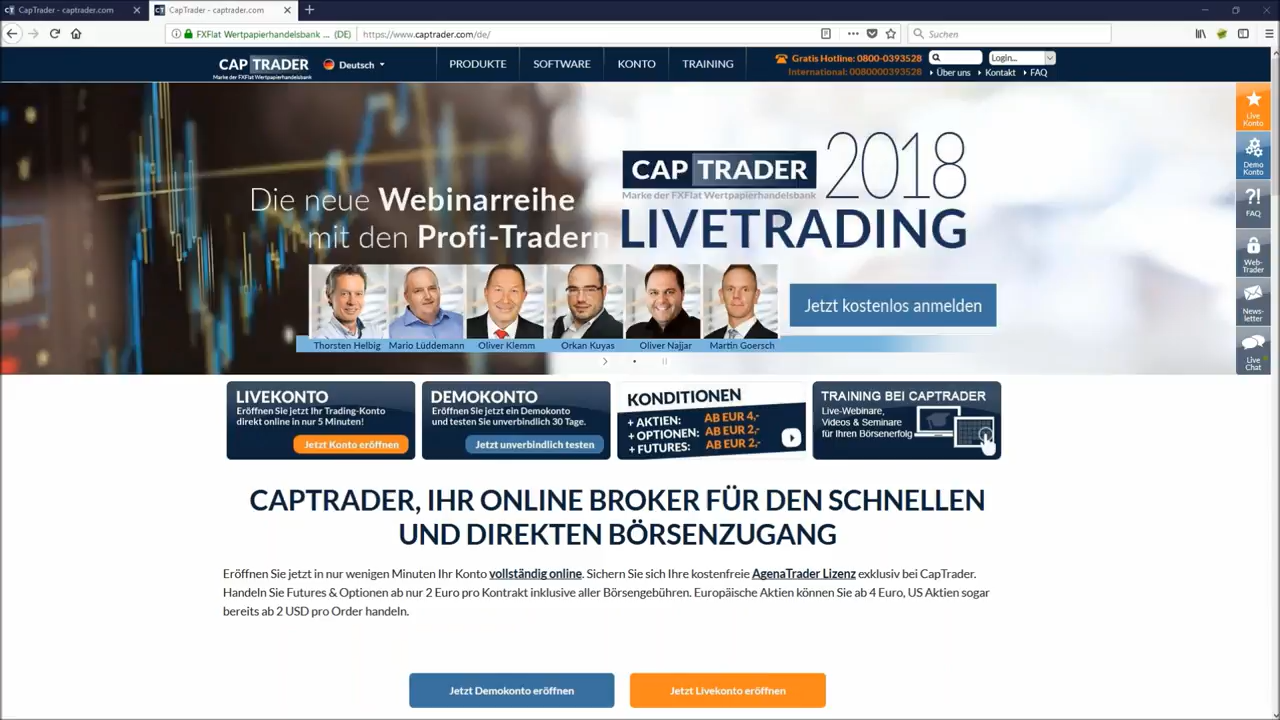 CapTrader - captrader.com
CapTrader - captrader.com
FXFlat Wertpapierhandelsbank ... (DE)
https://www.captrader.com/de/
Suchen
CAP TRADER
Marke der FXFlat Wertpapierhandelsbank
Deutsch
PRODUKTE
SOFTWARE
KONTO
TRAINING
Gratis Hotline: 0800-0393528
International: 0080000393528
Login...
Über uns
Kontakt
FAQ
Die neue Webinarreihe
mit den Profi-Tradern
CAP TRADER 2018
Marke der FXFlat Wertpapierhandelsbank
LIVETRADING
Thorsten Helbig
Mario Lüddemann
Oliver Klemm
Orkan Kuyas
Oliver Najjar
Martin Goersch
Jetzt kostenlos anmelden
Live
Konto
Demo
Konto
?!
FAQ
Web-
Trader
News-
letter
Live
Chat
LIVEKONTO
Eröffnen Sie jetzt Ihr Trading-Konto
direkt online in nur 5 Minuten!
Jetzt Konto eröffnen
DEMOKONTO
Eröffnen Sie jetzt ein Demokonto
und testen Sie unverbindlich 30 Tage.
Jetzt unverbindlich testen
KONDITIONEN
+ AKTIEN: AB EUR 4,-
+ OPTIONEN: AB EUR 2,-
+ FUTURES: AB EUR 2,-
TRAINING BEI CAPTRADER
Live-Webinare,
Videos & Seminare
für Ihren Börsenerfolg
CAPTRADER, IHR ONLINE BROKER FÜR DEN SCHNELLEN
UND DIREKTEN BÖRSENZUGANG
Eröffnen Sie jetzt in nur wenigen Minuten Ihr Konto vollständig online. Sichern Sie sich Ihre kostenfreie AgenaTrader Lizenz exklusiv bei CapTrader.
Handeln Sie Futures & Optionen ab nur 2 Euro pro Kontrakt inklusive aller Börsengebühren. Europäische Aktien können Sie ab 4 Euro, US Aktien sogar
bereits ab 2 USD pro Order handeln.
Jetzt Demokonto eröffnen
Jetzt Livekonto eröffnen